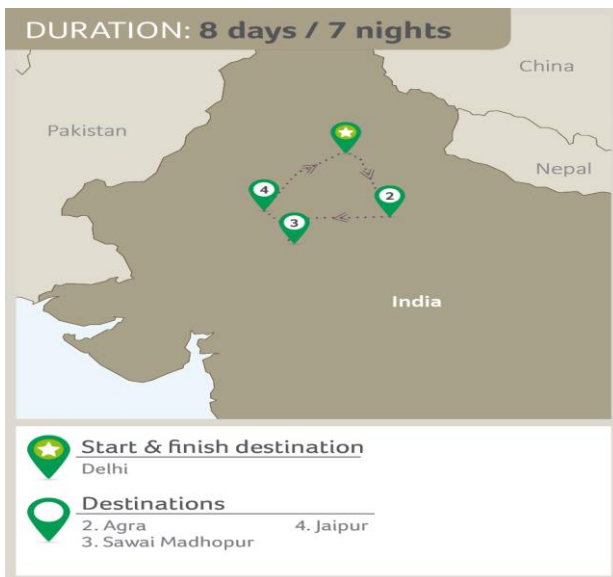 DURATION: 8 days / 7 nights
China
Pakistan
Nepal
4
2
3
India
Start & finish destination
Delhi
Destinations
2. Agra 4. Jaipur
3. Sawai Madhopur